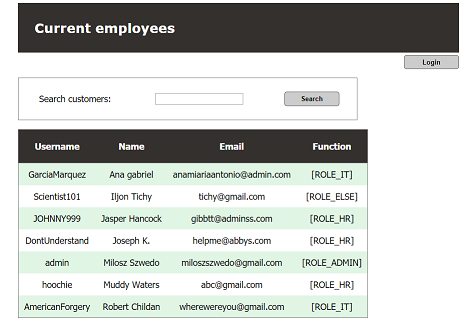 Current employees
Login
Search customers: Search
Username Name Email Function
GarciaMarquez Ana gabriel anamiariaantonio@admin.com [ROLE_IT]
Scientist101 Iljon Tichy tichy@gmail.com [ROLE_ELSE]
JOHNNY999 Jasper Hancock gibbtt@adminss.com [ROLE_HR]
DontUnderstand Joseph K. helpme@abbys.com [ROLE_HR]
admin Milosz Szwedo miloszszwedo@gmail.com [ROLE_ADMIN]
hoochie Muddy Waters abc@gmail.com [ROLE_HR]
AmericanForgery Robert Childan wherewereyou@gmail.com [ROLE_IT]